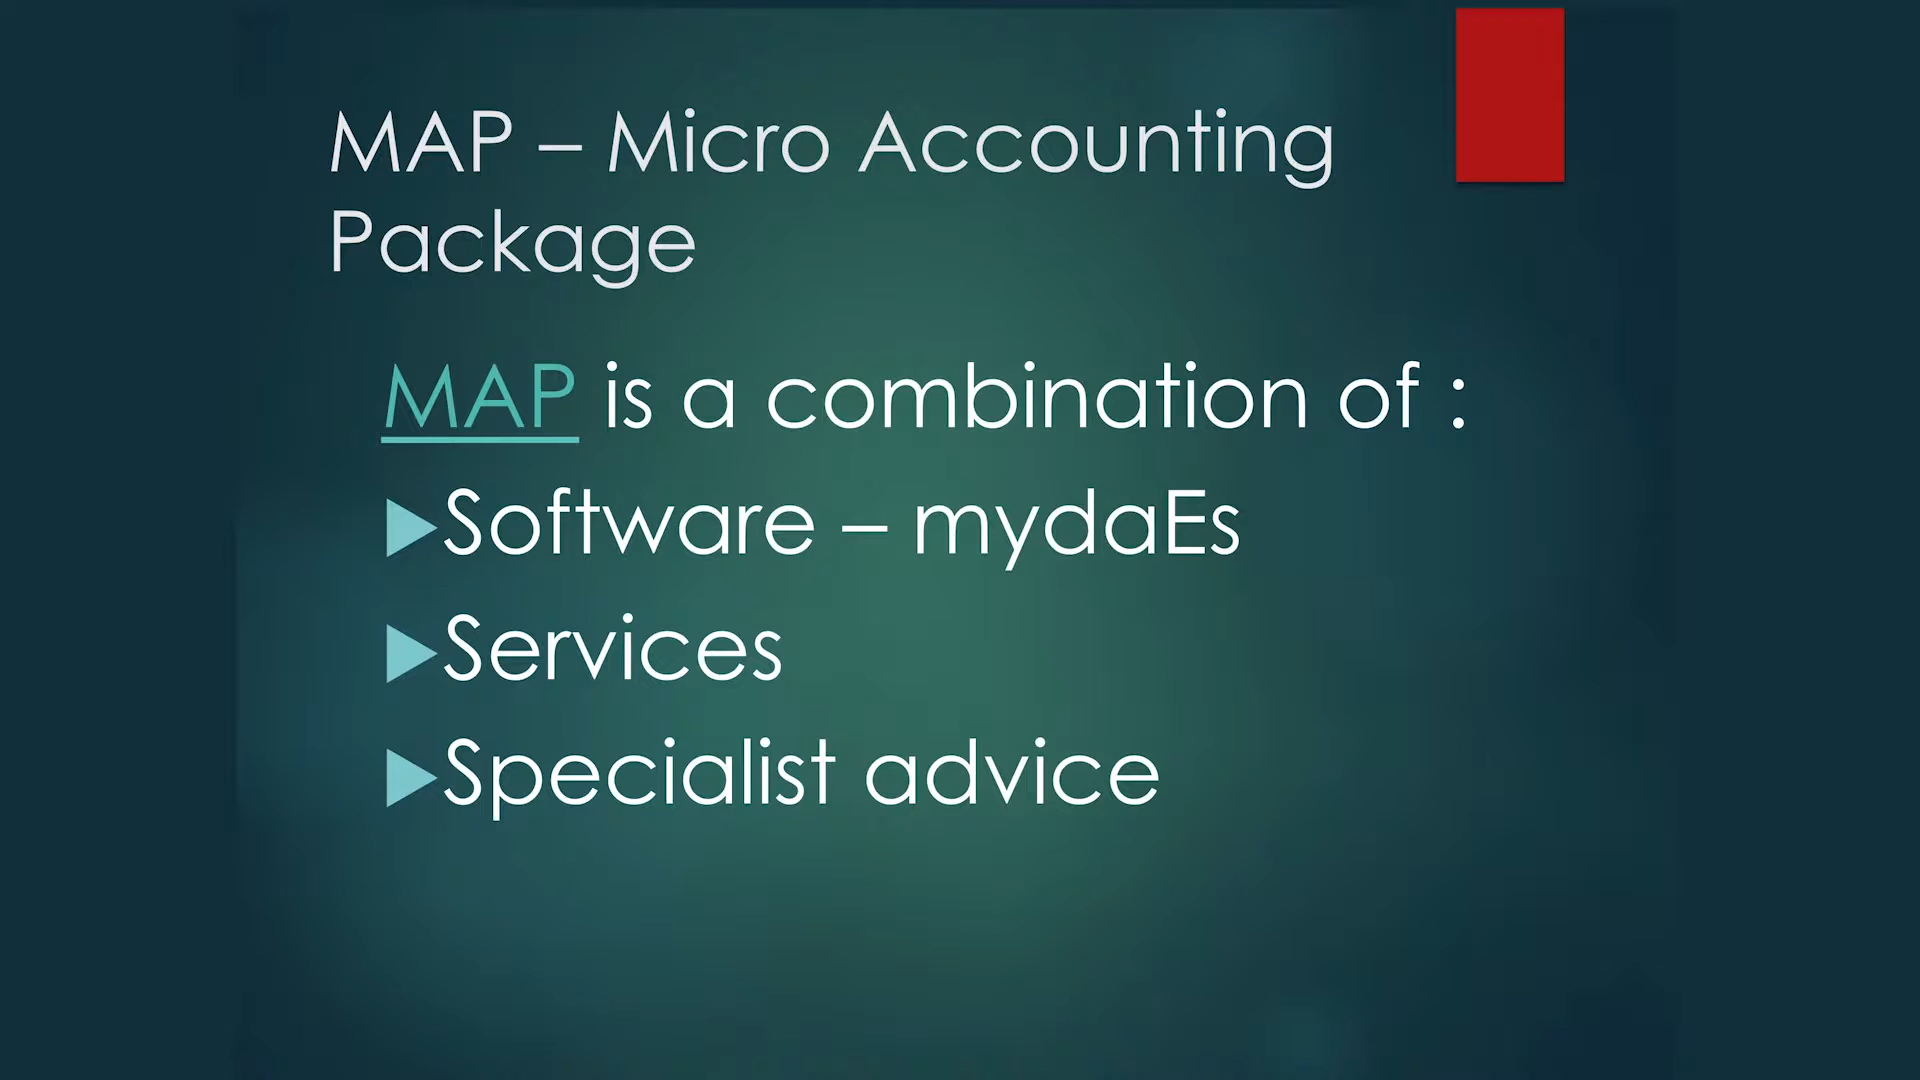 MAP – Micro Accounting
Package
MAP is a combination of :
Software – mydaEs
Services
Specialist advice